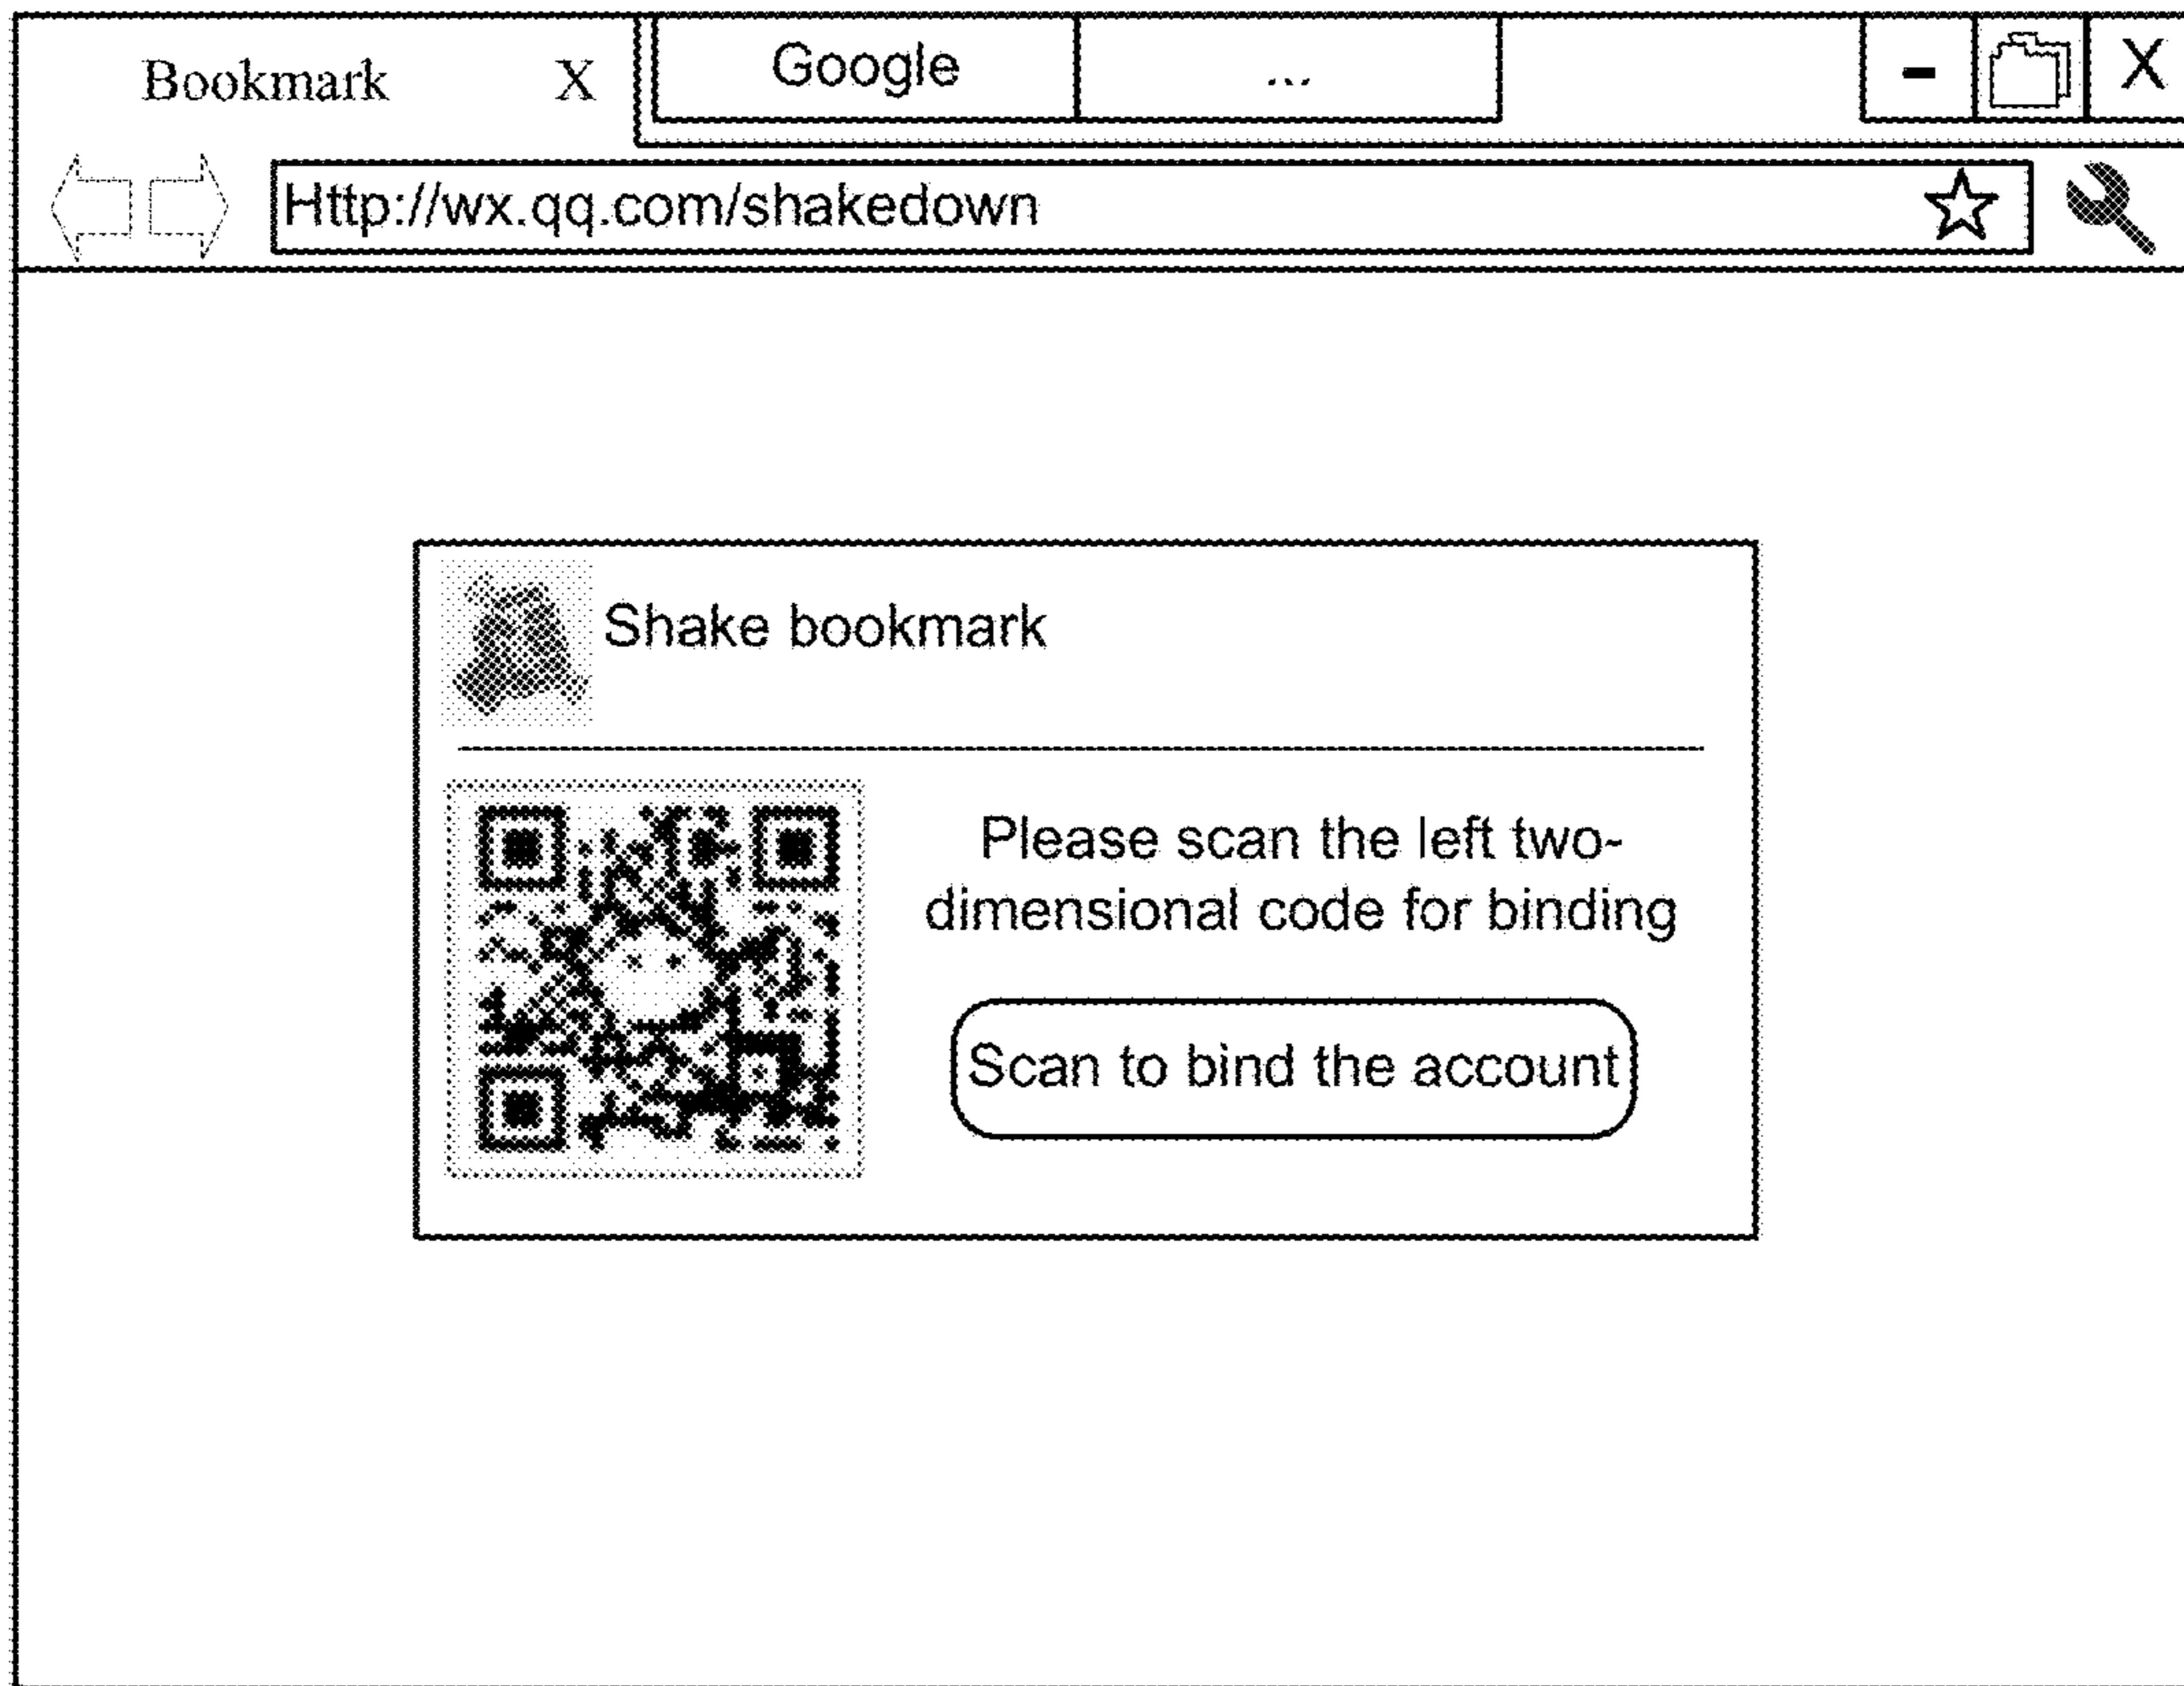 Bookmark X Google ... - X
Http://wx.qq.com/shakedown
Shake bookmark
Please scan the left two-
dimensional code for binding
Scan to bind the account